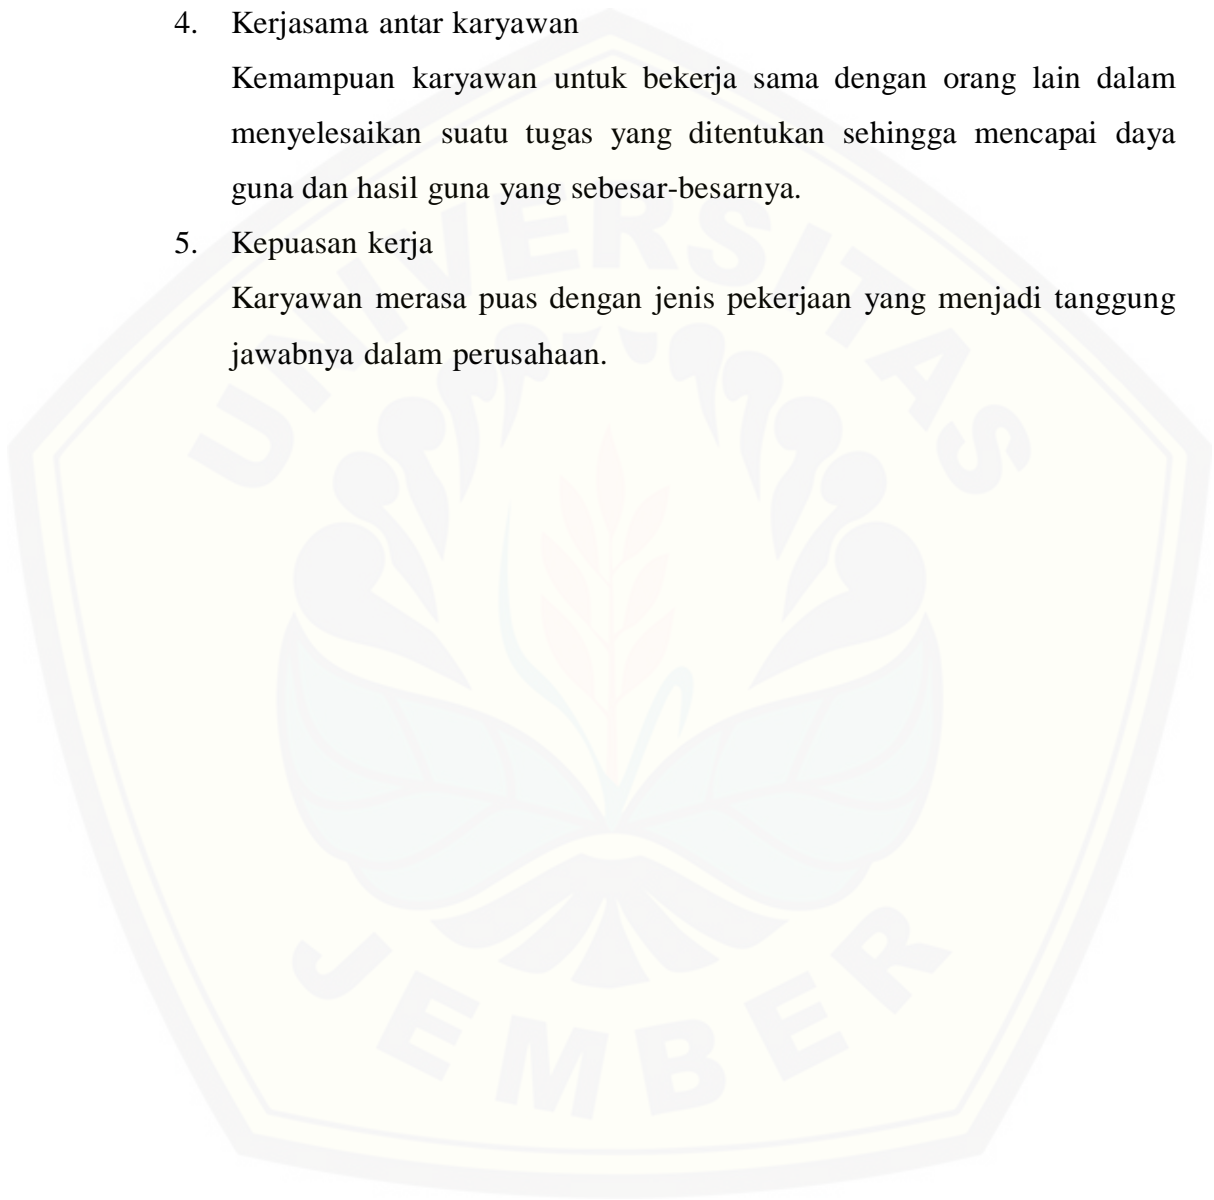 4. Kerjasama antar karyawan
Kemampuan karyawan untuk bekerja sama dengan orang lain dalam
menyelesaikan suatu tugas yang ditentukan sehingga mencapai daya
guna dan hasil guna yang sebesar-besarnya.
5. Kepuasan kerja
Karyawan merasa puas dengan jenis pekerjaan yang menjadi tanggung
jawabnya dalam perusahaan.
UNIVERSITAS
JEMBER